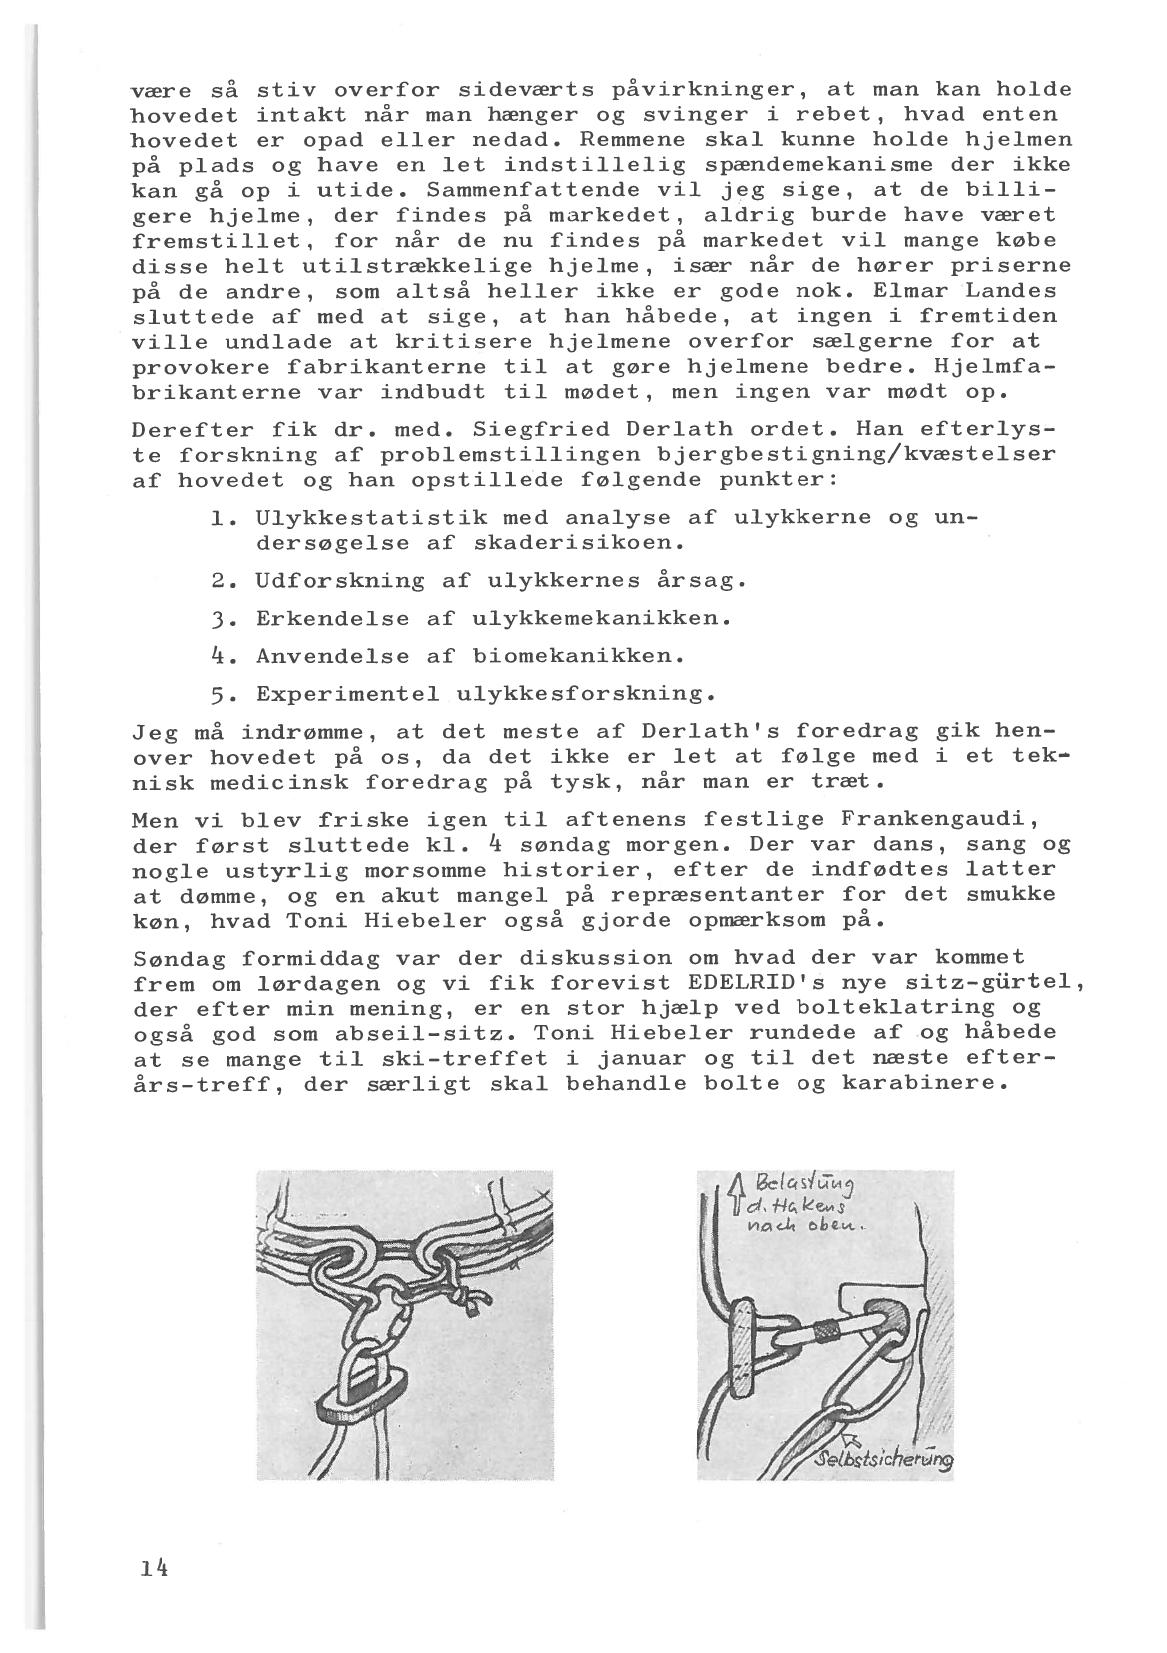 være så stiv overfor sideværts påvirkninger, at man kan holde
hovedet intakt når man hænger og svinger i rebet, hvad enten
hovedet er opad eller nedad. Remmene skal kunne holde hjelmen
på plads og have en let indstillelig spændemekanisme der ikke
kan gå op i utide. Sammenfattende vil jeg sige, at de billi-
gere hjelme, der findes på markedet, aldrig burde have været
fremstillet, for når de nu findes på markedet vil mange købe
disse helt utilstrækkelige hjelme, især når de hører priserne
på de andre, som altså heller ikke er gode nok. Elmar Landes
sluttede af med at sige, at han håbede, at ingen i fremtiden
ville undlade at kritisere hjelmene overfor sælgerne for at
provokere fabrikanterne til at gøre hjelmene bedre. Hjelmfa-
brikanterne var indbudt til mødet, men ingen var mødt op.
Derefter fik dr. med. Siegfried Derlath ordet. Han efterlys-
te forskning af problemstillingen bjergbestigning/kvæstelser
af hovedet og han opstillede følgende punkter:
1. Ulykkestatistik med analyse af ulykkerne og un-
dersøgelse af skaderisikoen.
2. Udforskning af ulykkernes årsag.
3. Erkendelse af ulykkemekanikken.
4. Anvendelse af biomekanikken.
5. Experimentel ulykkesforskning.
Jeg må indrømme, at det meste af Derlath's foredrag gik hen-
over hovedet på os, da det ikke er let at følge med i et tek-
nisk medicinsk foredrag på tysk, når man er træt.
Men vi blev friske igen til aftenens festlige Frankengaudi,
der først sluttede kl. 4 søndag morgen. Der var dans, sang og
nogle ustyrlig morsomme historier, efter de indfødtes latter
at dømme, og en akut mangel på repræsentanter for det smukke
køn, hvad Toni Hiebeler også gjorde opmærksom på.
Søndag formiddag var der diskussion om hvad der var kommet
frem om lørdagen og vi fik forevist EDELRID's nye sitz-gürtel,
der efter min mening, er en stor hjælp ved bolteklatring og
også god som abseil-sitz. Toni Hiebeler rundede af og håbede
at se mange til ski-treffet i januar og til det næste efter-
års-treff, der særligt skal behandle bolte og karabinere.
Belastung
d. Hakens
nach oben.
Selbstsicherung
14